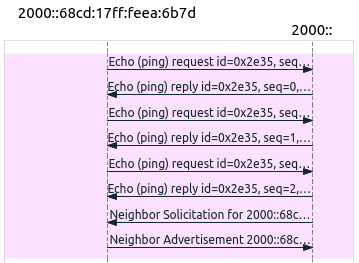 2000::68cd:17ff:feea:6b7d
2000::
Echo (ping) request id=0x2e35, seq...
Echo (ping) reply id=0x2e35, seq=0,...
Echo (ping) request id=0x2e35, seq...
Echo (ping) reply id=0x2e35, seq=1,...
Echo (ping) request id=0x2e35, seq...
Echo (ping) reply id=0x2e35, seq=2,...
Neighbor Solicitation for 2000::68c...
Neighbor Advertisement 2000::68c...